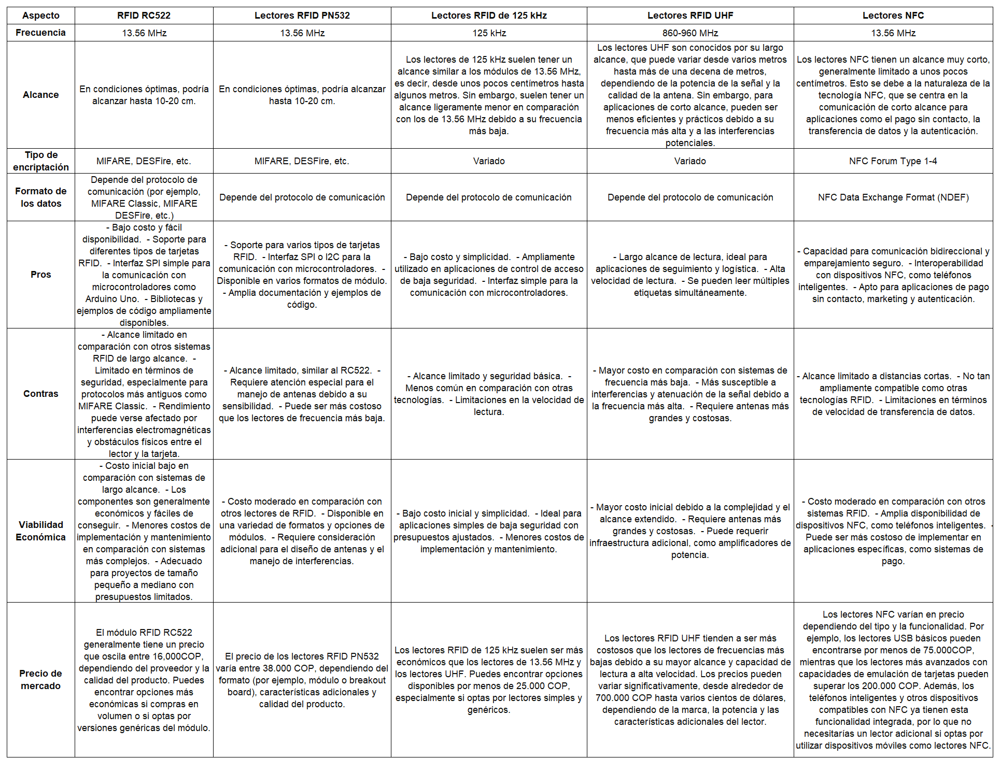 Aspecto
RFID RC522
Lectores RFID PN532
Lectores RFID de 125 kHz
Lectores RFID UHF
Lectores NFC
Frecuencia
13.56 MHz
13.56 MHz
125 kHz
860-960 MHz
13.56 MHz
Alcance
En condiciones óptimas, podría
alcanzar hasta 10-20 cm.
En condiciones óptimas, podría alcanzar
hasta 10-20 cm.
Los lectores de 125 kHz suelen tener un
alcance similar a los módulos de 13.56 MHz,
es decir, desde unos pocos centímetros hasta
algunos metros. Sin embargo, suelen tener un
alcance ligeramente menor en comparación
con los de 13.56 MHz debido a su frecuencia
más baja.
Los lectores UHF son conocidos por su largo
alcance, que puede variar desde varios metros
hasta más de una decena de metros,
dependiendo de la potencia de la señal y la
calidad de la antena. Sin embargo, para
aplicaciones de corto alcance, pueden ser
menos eficientes y prácticos debido a su
frecuencia más alta y a las interferencias
potenciales.
Los lectores NFC tienen un alcance muy corto,
generalmente limitado a unos pocos
centímetros. Esto se debe a la naturaleza de la
tecnología NFC, que se centra en la
comunicación de corto alcance para
aplicaciones como el pago sin contacto, la
transferencia de datos y la autenticación.
Tipo de
encriptación
MIFARE, DESFire, etc.
MIFARE, DESFire, etc.
Variado
Variado
NFC Forum Type 1-4
Formato de
los datos
Depende del protocolo de
comunicación (por ejemplo,
MIFARE Classic, MIFARE
DESFire, etc.)
Depende del protocolo de comunicación
Depende del protocolo de comunicación
Depende del protocolo de comunicación
NFC Data Exchange Format (NDEF)
Pros
- Bajo costo y fácil
disponibilidad.  - Soporte para
diferentes tipos de tarjetas
RFID.  - Interfaz SPI simple para
la comunicación con
microcontroladores como
Arduino Uno.  - Bibliotecas y
ejemplos de código ampliamente
disponibles.
- Soporte para varios tipos de tarjetas
RFID.  - Interfaz SPI o I2C para la
comunicación con microcontroladores.  -
Disponible en varios formatos de módulo.
- Amplia documentación y ejemplos de
código.
- Bajo costo y simplicidad.  - Ampliamente
utilizado en aplicaciones de control de acceso
de baja seguridad.  - Interfaz simple para la
comunicación con microcontroladores.
- Largo alcance de lectura, ideal para
aplicaciones de seguimiento y logística.  - Alta
velocidad de lectura.  - Se pueden leer múltiples
etiquetas simultáneamente.
- Capacidad para comunicación bidireccional y
emparejamiento seguro.  - Interoperabilidad
con dispositivos NFC, como teléfonos
inteligentes.  - Apto para aplicaciones de pago
sin contacto, marketing y autenticación.
Contras
- Alcance limitado en
comparación con otros sistemas
RFID de largo alcance.  -
Limitado en términos de
seguridad, especialmente para
protocolos más antiguos como
MIFARE Classic.  - Rendimiento
puede verse afectado por
interferencias electromagnéticas
y obstáculos físicos entre el
lector y la tarjeta.
- Alcance limitado, similar al RC522.  -
Requiere atención especial para el
manejo de antenas debido a su
sensibilidad.  - Puede ser más costoso
que los lectores de frecuencia más baja.
- Alcance limitado y seguridad básica.  -
Menos común en comparación con otras
tecnologías.  - Limitaciones en la velocidad de
lectura.
- Mayor costo en comparación con sistemas de
frecuencia más baja.  - Más susceptible a
interferencias y atenuación de la señal debido a
la frecuencia más alta.  - Requiere antenas más
grandes y costosas.
- Alcance limitado a distancias cortas.  - No tan
ampliamente compatible como otras
tecnologías RFID.  - Limitaciones en términos
de velocidad de transferencia de datos.
Viabilidad
Económica
- Costo inicial bajo en
comparación con sistemas de
largo alcance.  - Los
componentes son generalmente
económicos y fáciles de
conseguir.  - Menores costos de
implementación y mantenimiento
en comparación con sistemas
más complejos.  - Adecuado
para proyectos de tamaño
pequeño a mediano con
presupuestos limitados.
- Costo moderado en comparación con
otros lectores de RFID.  - Disponible en
una variedad de formatos y opciones de
módulos.  - Requiere consideración
adicional para el diseño de antenas y el
manejo de interferencias.
- Bajo costo inicial y simplicidad.  - Ideal para
aplicaciones simples de baja seguridad con
presupuestos ajustados.  - Menores costos de
implementación y mantenimiento.
- Mayor costo inicial debido a la complejidad y el
alcance extendido.  - Requiere antenas más
grandes y costosas.  - Puede requerir
infraestructura adicional, como amplificadores de
potencia.
- Costo moderado en comparación con otros
sistemas RFID.  - Amplia disponibilidad de
dispositivos NFC, como teléfonos inteligentes.  -
Puede ser más costoso de implementar en
aplicaciones específicas, como sistemas de
pago.
Precio de
mercado
El módulo RFID RC522
generalmente tiene un precio
que oscila entre 16,000COP,
dependiendo del proveedor y la
calidad del producto. Puedes
encontrar opciones más
económicas si compras en
volumen o si optas por
versiones genéricas del módulo.
El precio de los lectores RFID PN532
varía entre 38.000 COP, dependiendo del
formato (por ejemplo, módulo o breakout
board), características adicionales y
calidad del producto.
Los lectores RFID de 125 kHz suelen ser más
económicos que los lectores de 13.56 MHz y
los lectores UHF. Puedes encontrar opciones
disponibles por menos de 25.000 COP,
especialmente si optas por lectores simples y
genéricos.
Los lectores RFID UHF tienden a ser más
costosos que los lectores de frecuencias más
bajas debido a su mayor alcance y capacidad de
lectura a alta velocidad. Los precios pueden
variar significativamente, desde alrededor de
700.000 COP hasta varios cientos de dólares,
dependiendo de la marca, la potencia y las
características adicionales del lector.
Los lectores NFC varían en precio
dependiendo del tipo y la funcionalidad. Por
ejemplo, los lectores USB básicos pueden
encontrarse por menos de 75.000COP,
mientras que los lectores más avanzados con
capacidades de emulación de tarjetas pueden
superar los 200.000 COP. Además, los
teléfonos inteligentes y otros dispositivos
compatibles con NFC ya tienen esta
funcionalidad integrada, por lo que no
necesitarías un lector adicional si optas por
utilizar dispositivos móviles como lectores NFC.